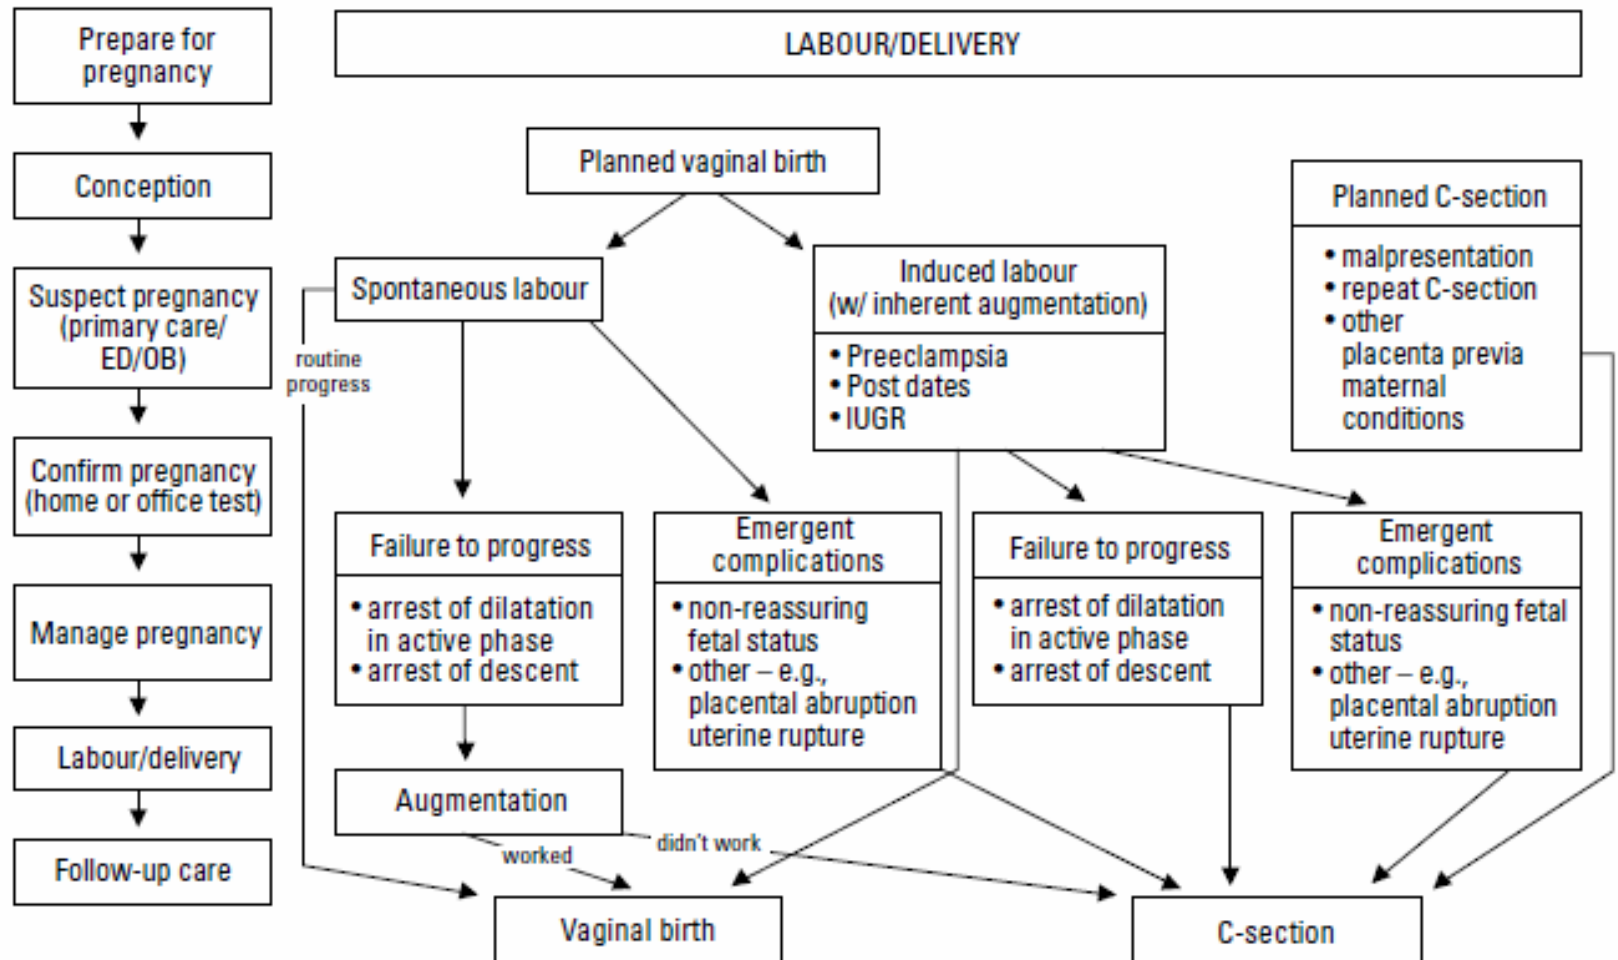 Prepare for
pregnancy
Conception
Suspect pregnancy
(primary care/
ED/OB)
Confirm pregnancy
(home or office test)
Manage pregnancy
Labour/delivery
Follow-up care
LABOUR/DELIVERY
Planned vaginal birth
Spontaneous labour
routine
progress
Induced labour
(w/ inherent augmentation)
• Preeclampsia
• Post dates
• IUGR
Planned C-section
• malpresentation
• repeat C-section
• other
placenta previa
maternal
conditions
Failure to progress
• arrest of dilatation
in active phase
• arrest of descent
Emergent
complications
• non-reassuring
fetal status
• other – e.g.,
placental abruption
uterine rupture
Failure to progress
• arrest of dilatation
in active phase
• arrest of descent
Emergent
complications
• non-reassuring fetal
status
• other – e.g.,
placental abruption
uterine rupture
Augmentation
worked
didn't work
Vaginal birth
C-section